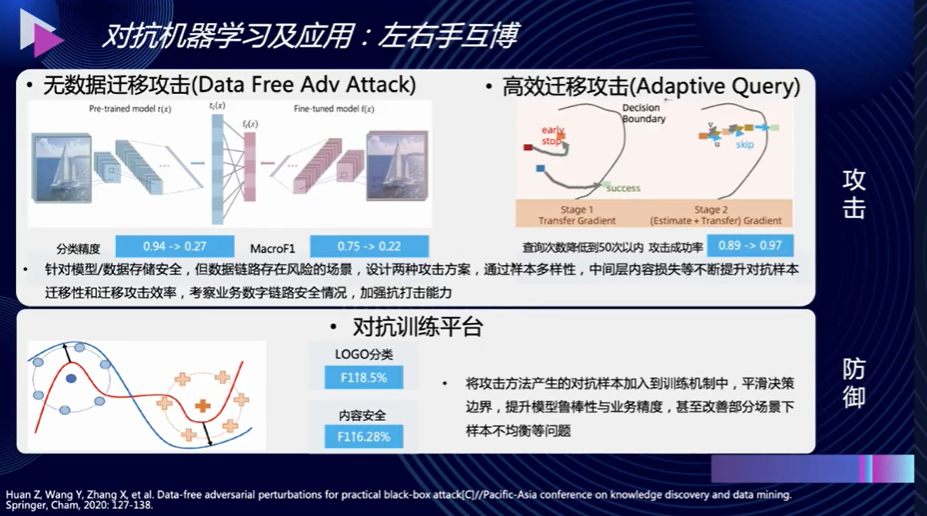 对抗机器学习及应用：左右手互博
• 无数据迁移攻击(Data Free Adv Attack)
Pre-trained model t(x)
tᵢ(x)
fᵢ(x)
Fine-tuned model f(x)
分类精度
0.94 -> 0.27
MacroF1
0.75 -> 0.22
• 高效迁移攻击(Adaptive Query)
Decision
Boundary
early
stop
success
v
u
skip
Stage 1
Transfer Gradient
Stage 2
(Estimate + Transfer) Gradient
查询次数降低到50次以内
攻击成功率
0.89 -> 0.97
• 针对模型/数据存储安全，但数据链路存在风险的场景，设计两种攻击方案，通过样本多样性，中间层内容损失等不断提升对抗样本
迁移性和迁移攻击效率，考察业务数字链路安全情况，加强抗打击能力
攻
击
• 对抗训练平台
LOGO分类
F1↑8.5%
内容安全
F1↑6.28%
• 将攻击方法产生的对抗样本加入到训练机制中，平滑决策
边界，提升模型鲁棒性与业务精度，甚至改善部分场景下
样本不均衡等问题
防
御
Huan Z, Wang Y, Zhang X, et al. Data-free adversarial perturbations for practical black-box attack[C]//Pacific-Asia conference on knowledge discovery and data mining.
Springer, Cham, 2020: 127-138.